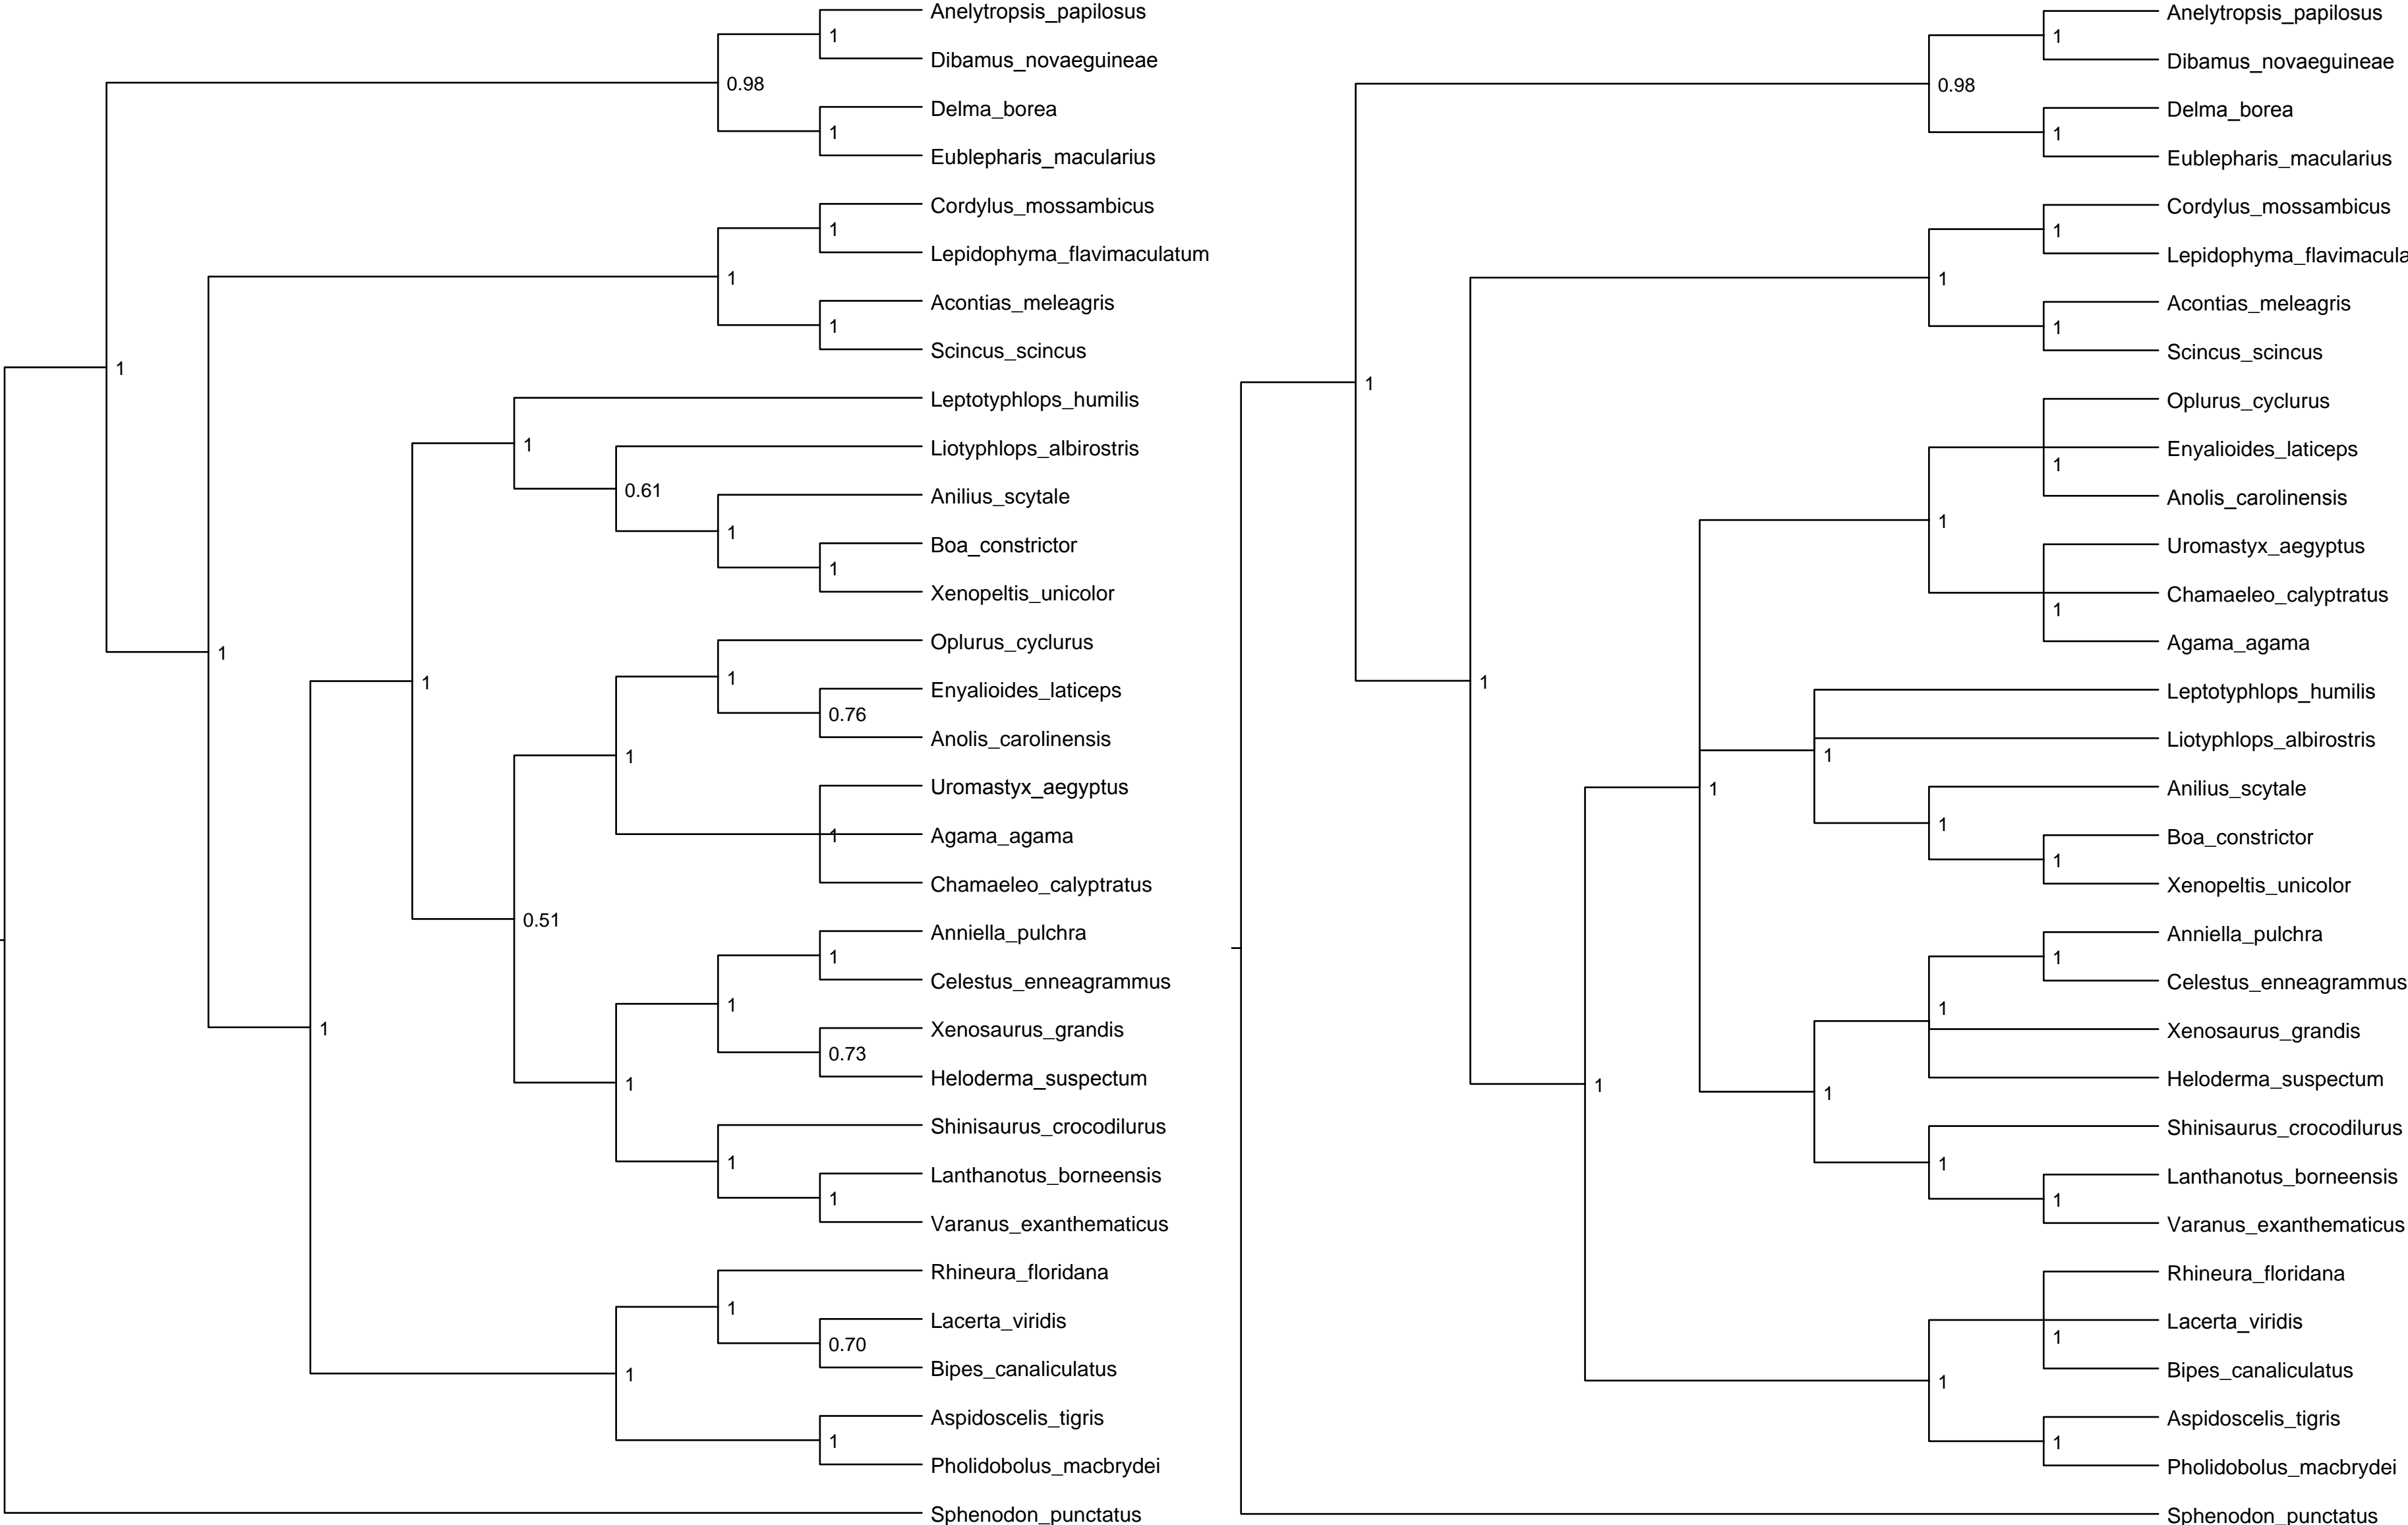 Anelytropsis_papilosus
1
Dibamus_novaeguineae
0.98
Delma_borea
1
Eublepharis_macularius
Cordylus_mossambicus
1
Lepidophyma_flavimaculatum
1
Acontias_meleagris
1
Scincus_scincus
1
Leptotyphlops_humilis
1
Liotyphlops_albirostris
0.61
Anilius_scytale
1
Boa_constrictor
1
Xenopeltis_unicolor
Oplurus_cyclurus
1
1
1
Enyalioides_laticeps
0.76
Anolis_carolinensis
1
Uromastyx_aegyptus
1
Agama_agama
Chamaeleo_calyptratus
0.51
Anniella_pulchra
1
Celestus_enneagrammus
1
Xenosaurus_grandis
1
0.73
Heloderma_suspectum
1
Shinisaurus_crocodilurus
1
Lanthanotus_borneensis
1
Varanus_exanthematicus
Rhineura_floridana
1
Lacerta_viridis
0.70
Bipes_canaliculatus
1
Aspidoscelis_tigris
1
Pholidobolus_macbrydei
Sphenodon_punctatus
Anelytropsis_papilosus
1
Dibamus_novaeguineae
0.98
Delma_borea
1
Eublepharis_macularius
Cordylus_mossambicus
1
Lepidophyma_flavimacula
1
Acontias_meleagris
1
Scincus_scincus
1
Oplurus_cyclurus
Enyalioides_laticeps
1
Anolis_carolinensis
1
Uromastyx_aegyptus
Chamaeleo_calyptratus
1
Agama_agama
1
Leptotyphlops_humilis
Liotyphlops_albirostris
1
Anilius_scytale
1
1
Boa_constrictor
1
Xenopeltis_unicolor
Anniella_pulchra
1
Celestus_enneagrammus
1
Xenosaurus_grandis
Heloderma_suspectum
1
1
Shinisaurus_crocodilurus
1
Lanthanotus_borneensis
1
Varanus_exanthematicus
Rhineura_floridana
Lacerta_viridis
1
Bipes_canaliculatus
1
Aspidoscelis_tigris
1
Pholidobolus_macbrydei
Sphenodon_punctatus